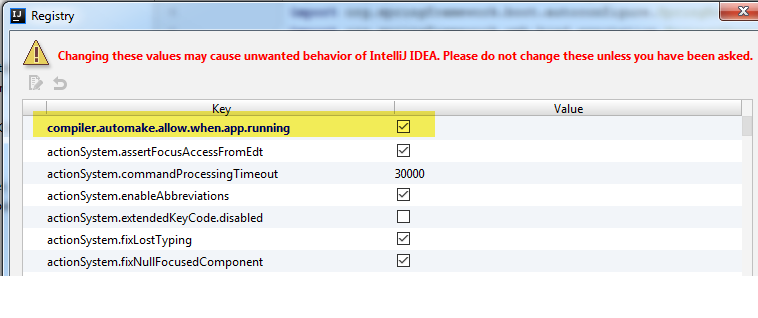 IJ Registry
Changing these values may cause unwanted behavior of IntelliJ IDEA. Please do not change these unless you have been asked.
Key Value
compiler.automake.allow.when.app.running
actionSystem.assertFocusAccessFromEdt
actionSystem.commandProcessingTimeout 30000
actionSystem.enableAbbreviations
actionSystem.extendedKeyCode.disabled
actionSystem.fixLostTyping
actionSystem.fixNullFocusedComponent